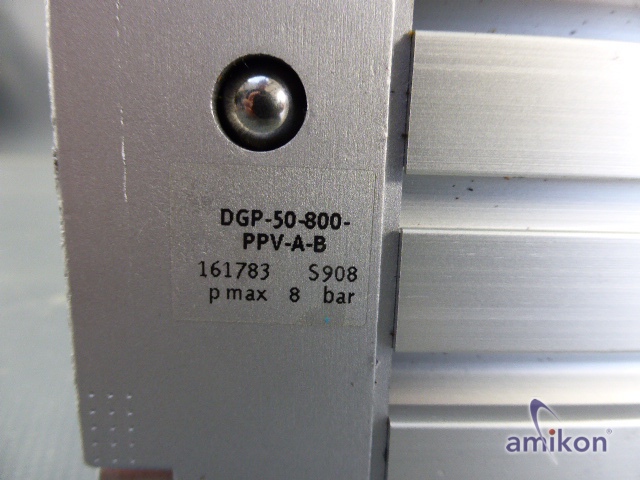 DGP-50-800-
PPV-A-B
161783 S908
p max 8 bar
amikon